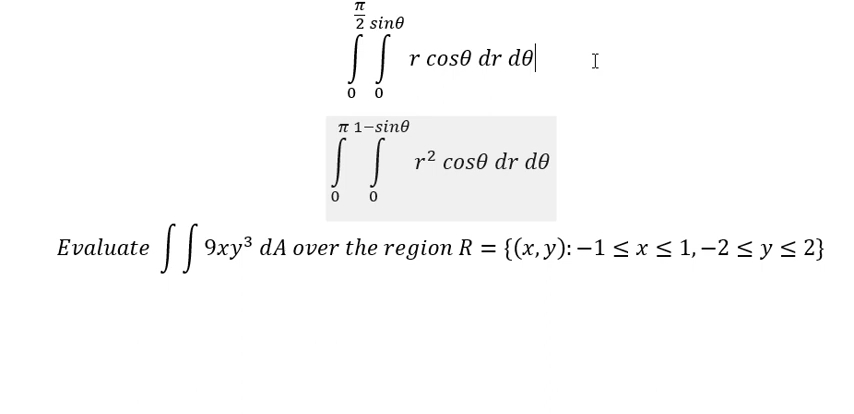 ∫₀^(π/2) ∫₀^(sinθ) r cosθ dr dθ
∫₀^π ∫₀^(1−sinθ) r² cosθ dr dθ
Evaluate ∫∫ 9xy³ dA over the region R = {(x, y): −1 ≤ x ≤ 1, −2 ≤ y ≤ 2}